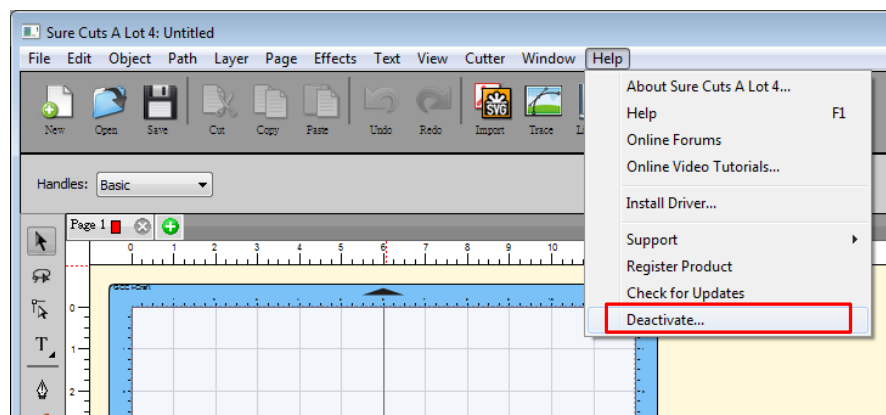 Sure Cuts A Lot 4: Untitled
File Edit Object Path Layer Page Effects Text View Cutter Window Help
New Open Save Cut Copy Paste Undo Redo Import Trace
SVG
About Sure Cuts A Lot 4...
Help F1
Online Forums
Online Video Tutorials...
Install Driver...
Support
Register Product
Check for Updates
Deactivate...
Handles: Basic
Page 1
0 1 2 3 4 5 6 7 8 9 10
GCC i-Craft
0
T
1
2